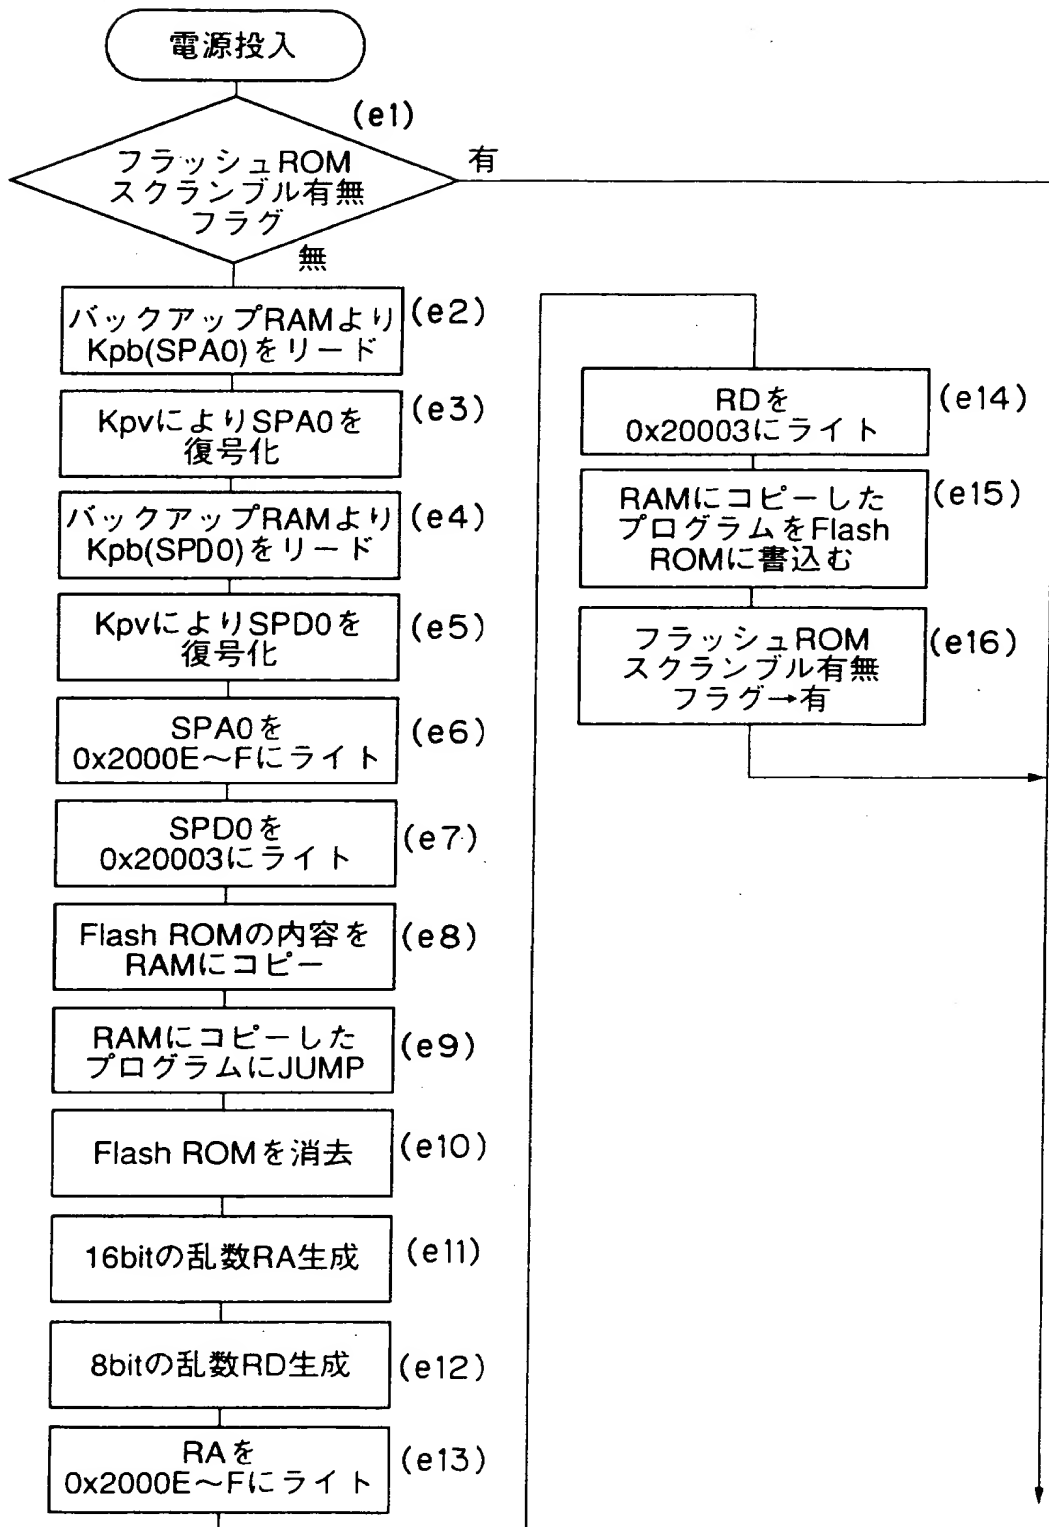 電源投入
(e1)
フラッシュROM
スクランブル有無
フラグ
有
無
バックアップRAMより
Kpb(SPA0)をリード
(e2)
KpvによりSPA0を
復号化
(e3)
バックアップRAMより
Kpb(SPD0)をリード
(e4)
KpvによりSPD0を
復号化
(e5)
SPA0を
0x2000E～Fにライト
(e6)
SPD0を
0x20003にライト
(e7)
Flash ROMの内容を
RAMにコピー
(e8)
RAMにコピーした
プログラムにJUMP
(e9)
Flash ROMを消去
(e10)
16bitの乱数RA生成
(e11)
8bitの乱数RD生成
(e12)
RAを
0x2000E～Fにライト
(e13)
RDを
0x20003にライト
(e14)
RAMにコピーした
プログラムをFlash
ROMに書込む
(e15)
フラッシュROM
スクランブル有無
フラグ→有
(e16)